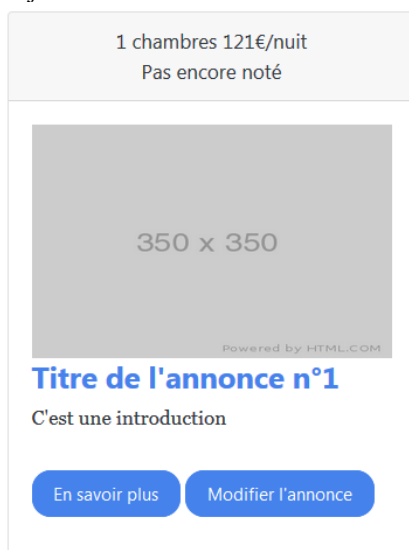 1 chambres 121€/nuit
Pas encore noté
350 x 350
Powered by HTML.COM
Titre de l'annonce n°1
C'est une introduction
En savoir plus
Modifier l'annonce